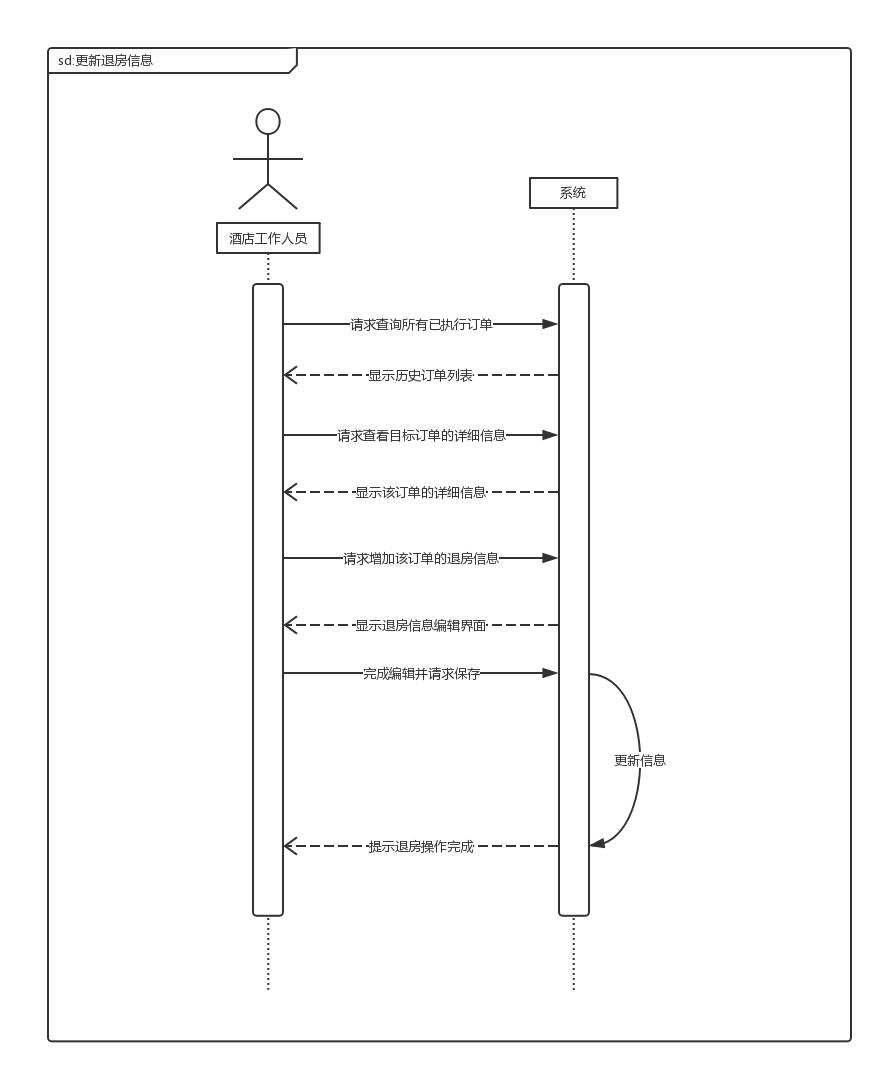 sd:更新退房信息
系统
酒店工作人员
请求查询所有已执行订单
显示历史订单列表
请求查看目标订单的详细信息
显示该订单的详细信息
请求增加该订单的退房信息
显示退房信息编辑界面
完成编辑并请求保存
更新信息
提示退房操作完成